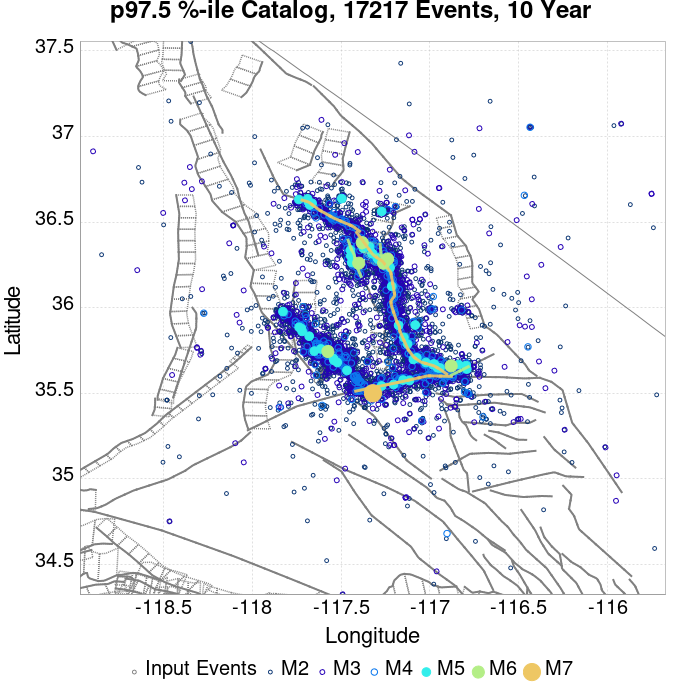 p97.5 %-ile Catalog, 17217 Events, 10 Year
37.5
37
36.5
36
35.5
35
34.5
Latitude
-118.5 -118 -117.5 -117 -116.5 -116
Longitude
Input Events M2 M3 M4 M5 M6 M7